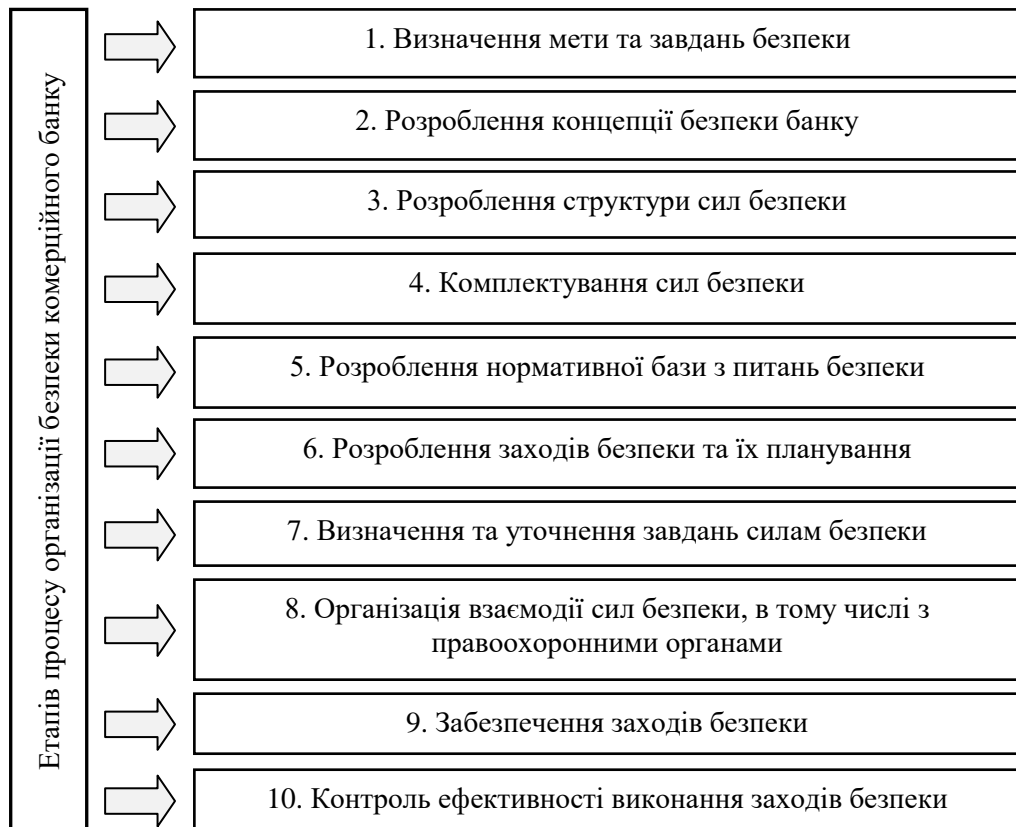 Етапів процесу організації безпеки комерційного банку
1. Визначення мети та завдань безпеки
2. Розроблення концепції безпеки банку
3. Розроблення структури сил безпеки
4. Комплектування сил безпеки
5. Розроблення нормативної бази з питань безпеки
6. Розроблення заходів безпеки та їх планування
7. Визначення та уточнення завдань силам безпеки
8. Організація взаємодії сил безпеки, в тому числі з
правоохоронними органами
9. Забезпечення заходів безпеки
10. Контроль ефективності виконання заходів безпеки